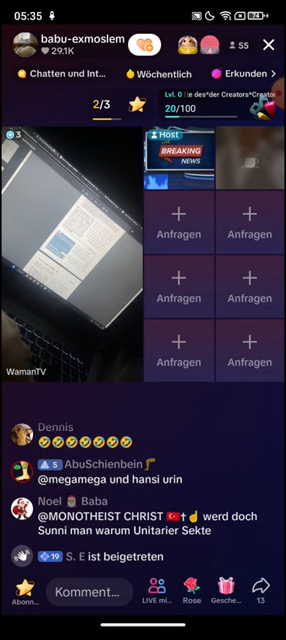 05:35
74
babu-exmoslem
29.1K
55
Chatten und Int...
Wöchentlich
Erkunden >
2/3
Lvl. 0
te des*der Creators*Creator
20/100
3
Host
BREAKING
NEWS
Anfragen
Anfragen
Anfragen
Anfragen
Anfragen
Anfragen
WamanTV
Dennis
🤣🤣🤣🤣🤣🤣🤣
5 AbuSchienbein
@megamega und hansi urin
Noel 🎅🏽 Baba
@MONOTHEIST CHRIST 🇹🇷✝☝ werd doch
Sunni man warum Unitarier Sekte
19 S. E ist beigetreten
Abonn...
Komment...
LIVE mi...
Rose
Gesche...
13